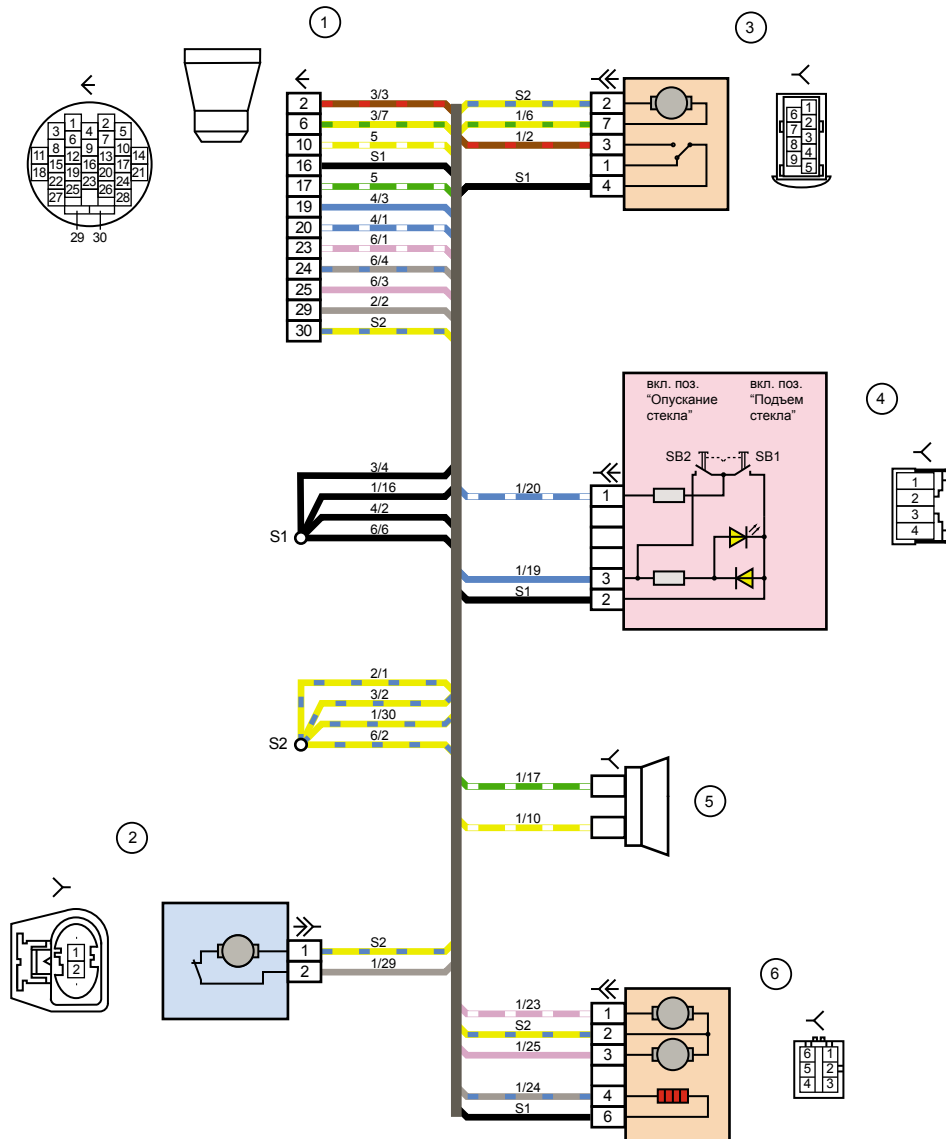 1
3
1 2
3 4 5
6 7
8 9 10
11 12 13 14
15 16 20
18 19 17 21
22 23 24
25 26
27 28
29 30
2 3/3
6 3/7
10 5
16 S1
17 5
19 4/3
20 4/1
23 6/1
24 6/4
25 6/3
29 2/2
30 S2
S2 2
1/6 7
1/2 3
1
S1 4
1
6 2
7 3
8 4
9 5
4
вкл. поз. вкл. поз.
“Опускание “Подъем
стекла” стекла”
SB2 SB1
1/20 1
1/19 3
S1 2
1
2
3
4
3/4
1/16
4/2
S1 6/6
2/1
3/2
1/30
S2 6/2
1/17
1/10
5
2
1
2
S2
1
1/29
2
6
1/23 1
S2 2
1/25 3
1/24 4
S1 6
6 1
5 2
4 3